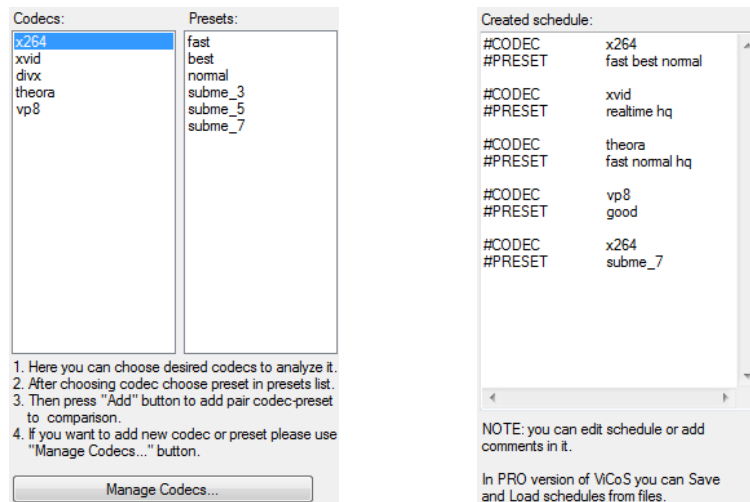 Codecs:
Presets:
x264
xvid
divx
theora
vp8
fast
best
normal
subme_3
subme_5
subme_7
1. Here you can choose desired codecs to analyze it.
2. After choosing codec choose preset in presets list.
3. Then press "Add" button to add pair codec-preset
to comparison.
4. If you want to add new codec or preset please use
"Manage Codecs..." button.
Manage Codecs...
Created schedule:
#CODEC x264
#PRESET fast best normal
#CODEC xvid
#PRESET realtime hq
#CODEC theora
#PRESET fast normal hq
#CODEC vp8
#PRESET good
#CODEC x264
#PRESET subme_7
NOTE: you can edit schedule or add
comments in it.
In PRO version of ViCoS you can Save
and Load schedules from files.